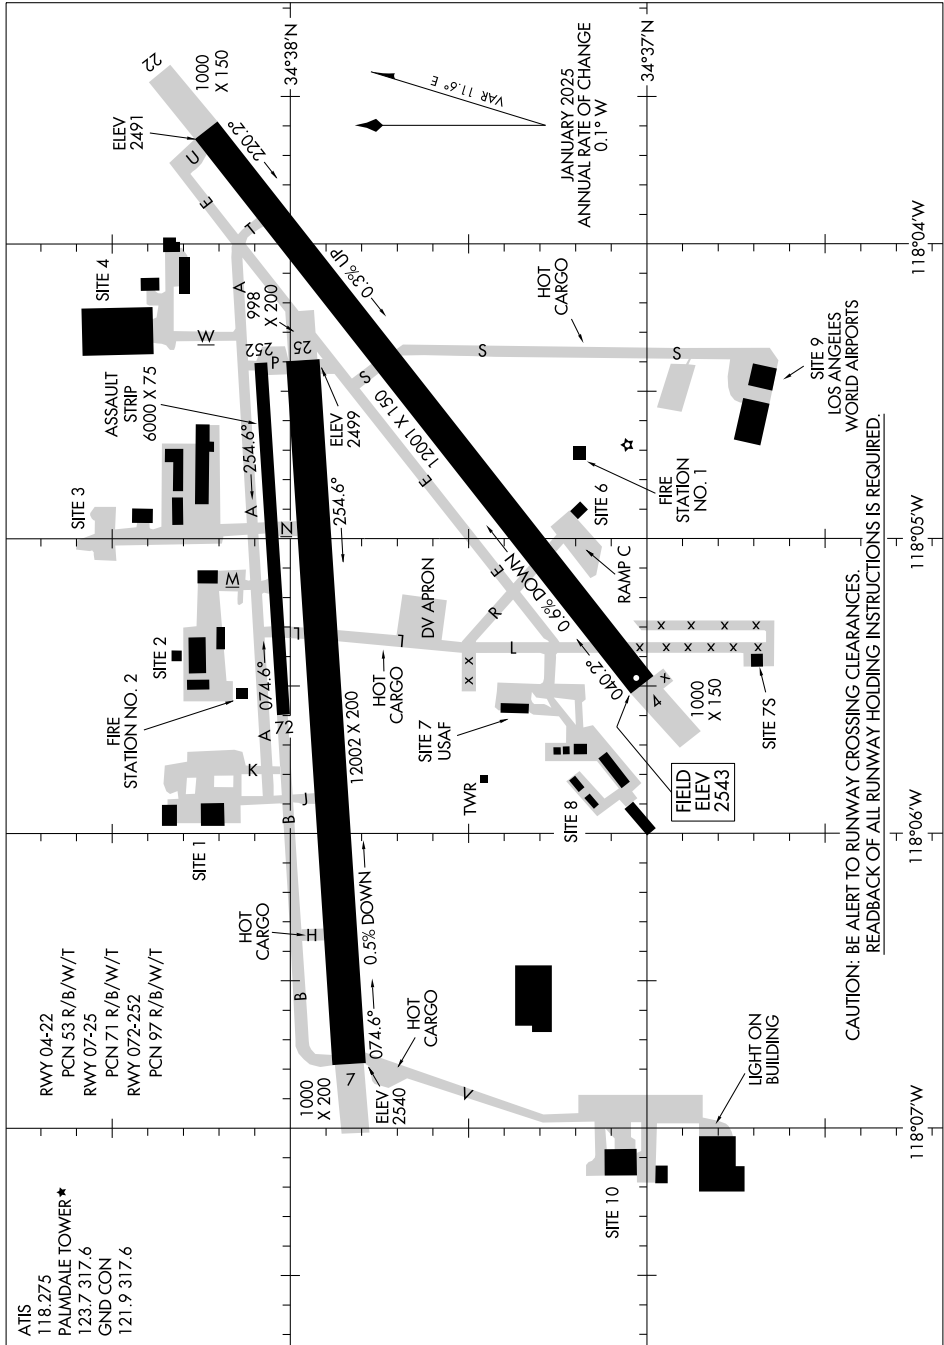 ATIS
118.275
PALMDALE TOWER★
123.7 317.6
GND CON
121.9 317.6
RWY 04-22
PCN 53 R/B/W/T
RWY 07-25
PCN 71 R/B/W/T
RWY 072-252
PCN 97 R/B/W/T
SITE 1
FIRE
STATION NO. 2
SITE 2
SITE 3
ASSAULT
STRIP
6000 X 75
SITE 4
ELEV
2491
22
1000
X 150
34°38'N
U
E
T
220.2°
A
998
X 200
W
252
P
25
ELEV
2499
A
254.6°
N
254.6°
M
L
074.6°
A
72
K
J
B
12002 X 200
HOT
CARGO
H
B
0.5% DOWN
074.6°
7
1000
X 200
ELEV
2540
HOT
CARGO
V
0.3% UP
S
12001 X 150
E
E
R
0.6% DOWN
DV APRON
L
HOT
CARGO
L
x x
040.2°
4
x
1000
X 150
SITE 7
USAF
TWR
SITE 8
FIELD
ELEV
2543
VAR 11.6° E
JANUARY 2025
ANNUAL RATE OF CHANGE
0.1° W
34°37'N
HOT
CARGO
S
S
SITE 9
LOS ANGELES
WORLD AIRPORTS
FIRE
STATION
NO. 1
SITE 6
RAMP C
x x x x
x x x x x
SITE 7S
SITE 10
LIGHT ON
BUILDING
CAUTION: BE ALERT TO RUNWAY CROSSING CLEARANCES.
READBACK OF ALL RUNWAY HOLDING INSTRUCTIONS IS REQUIRED.
118°07'W
118°06'W
118°05'W
118°04'W